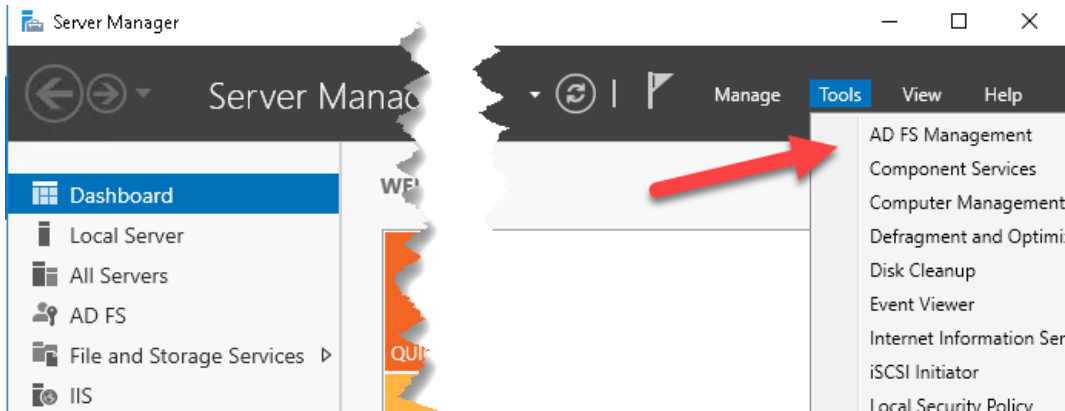 Server Manager
Server Manag
Manage Tools View Help
Dashboard
Local Server
All Servers
AD FS
File and Storage Services
IIS
WE
QUI
AD FS Management
Component Services
Computer Management
Defragment and Optimi
Disk Cleanup
Event Viewer
Internet Information Ser
iSCSI Initiator
Local Security Policy